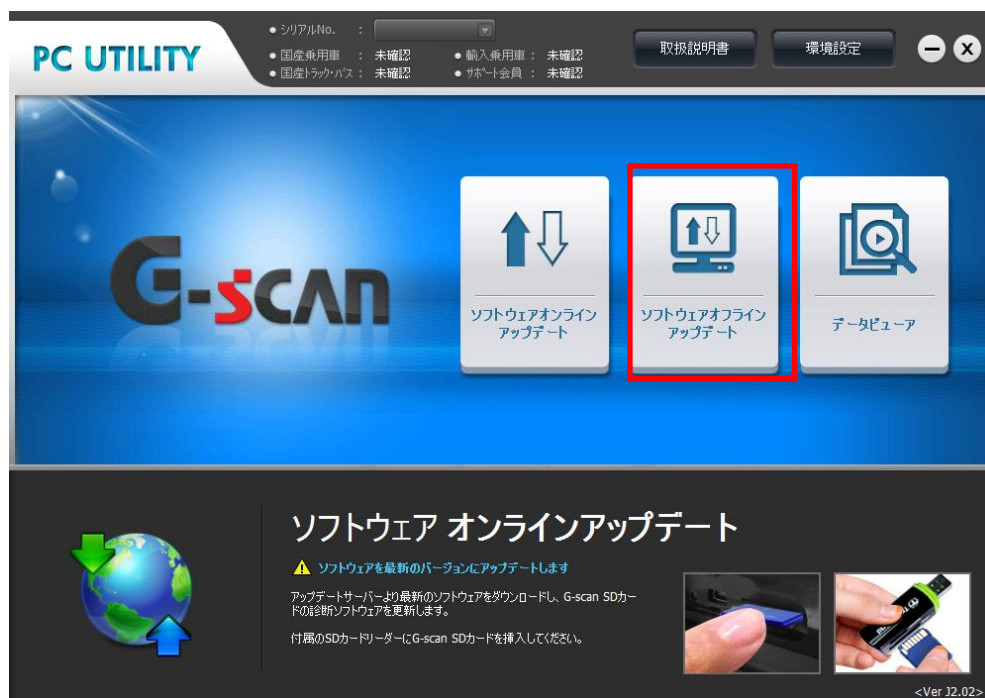 PC UTILITY
● シリアルNo. ：
● 国産乗用車 ： 未確認
● 輸入乗用車： 未確認
● 国産トラック・バス： 未確認
● サポート会員： 未確認
取扱説明書
環境設定
G-scan
ソフトウェアオンライン
アップデート
ソフトウェアオフライン
アップデート
データビューア
ソフトウェア オンラインアップデート
ソフトウェアを最新のバージョンにアップデートします
アップデートサーバーより最新のソフトウェアをダウンロードし、G-scan SDカー
ドの診断ソフトウェアを更新します。
付属のSDカードリーダーにG-scan SDカードを挿入してください。
<Ver J2.02>